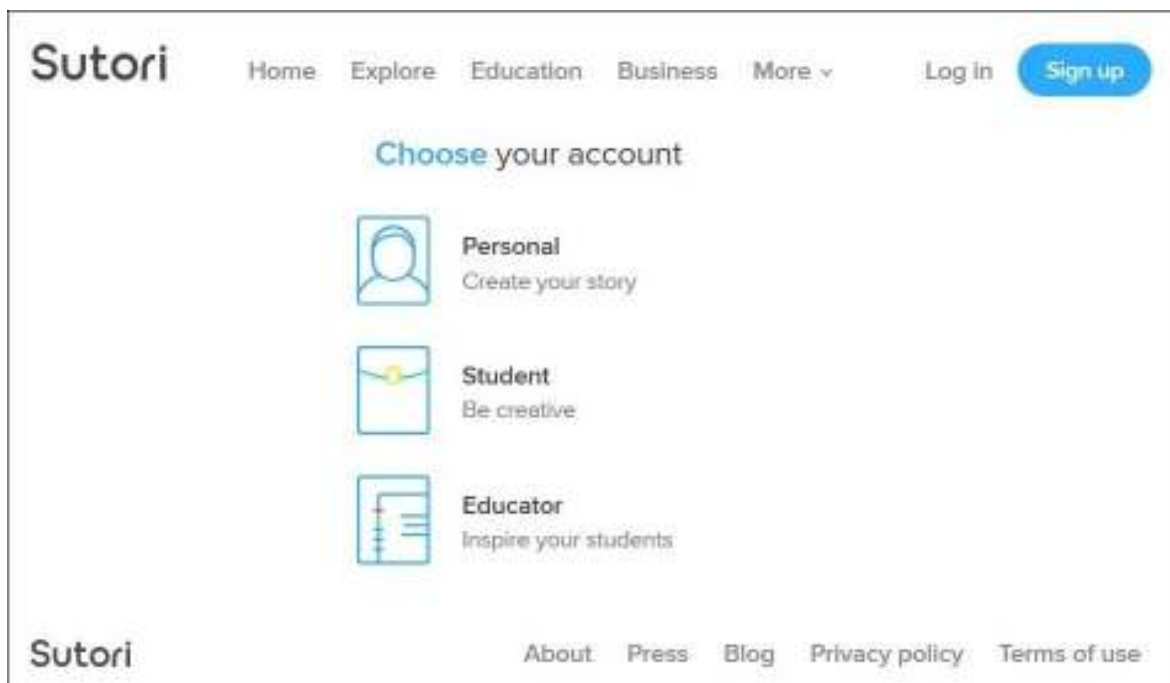 Sutori Home Explore Education Business More Log in Sign up
Choose your account
Personal
Create your story
Student
Be creative
Educator
Inspire your students
Sutori About Press Blog Privacy policy Terms of use